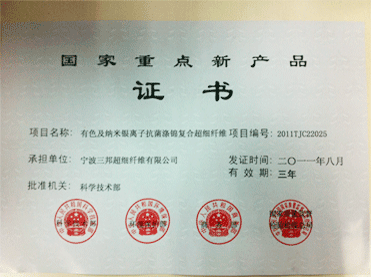 国家重点新产品
证书
项目名称: 有色及纳米银离子抗菌涤锦复合超细纤维 项目编号: 2011TJC22025
承担单位: 宁波三邦超细纤维有限公司 发证时间: 二〇一一年八月
有效期: 三年
批准机关: 科学技术部